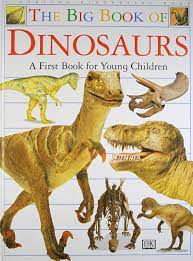 THE BIG BOOK OF
DINOSAURS
A First Book for Young Children
DK